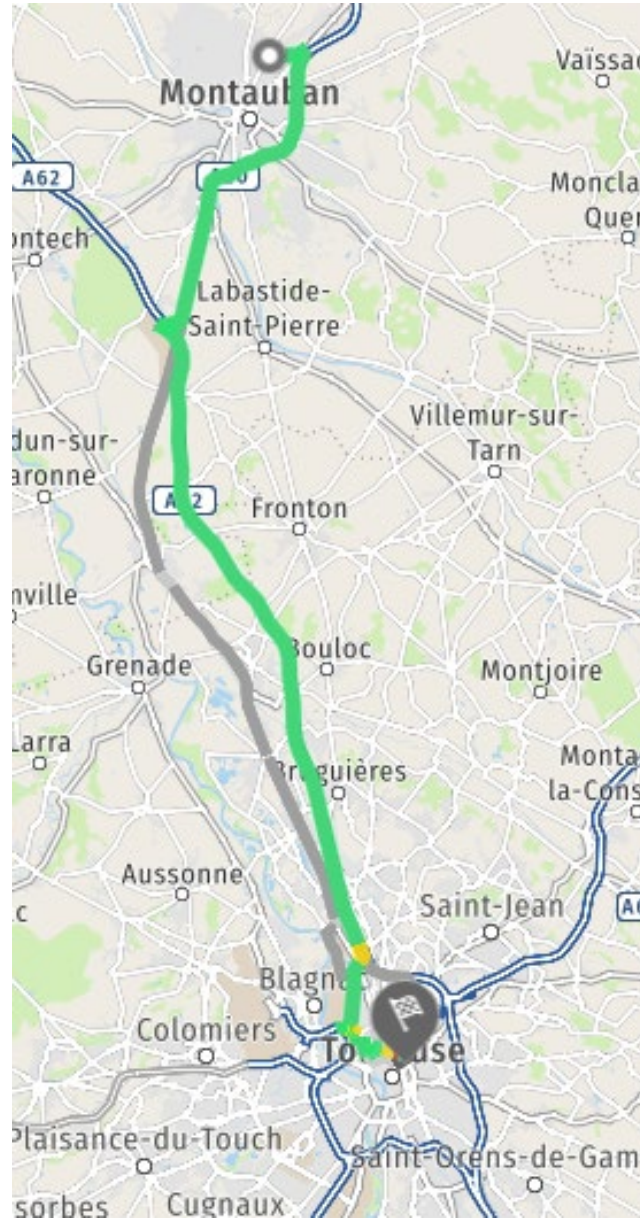 Vaïssac
Montauban
A62
A20
Moncla
Quer
ontech
Labastide-
Saint-Pierre
Villemur-sur-
Tarn
dun-sur-
aronne
A62
Fronton
nville
Bouloc
Grenade
Montjoire
Larra
Bruguières
Monta
la-Cons
Aussonne
Saint-Jean
Blagnac
Colomiers
Toulouse
Plaisance-du-Touch
Saint-Orens-de-Gam
sorbes
Cugnaux